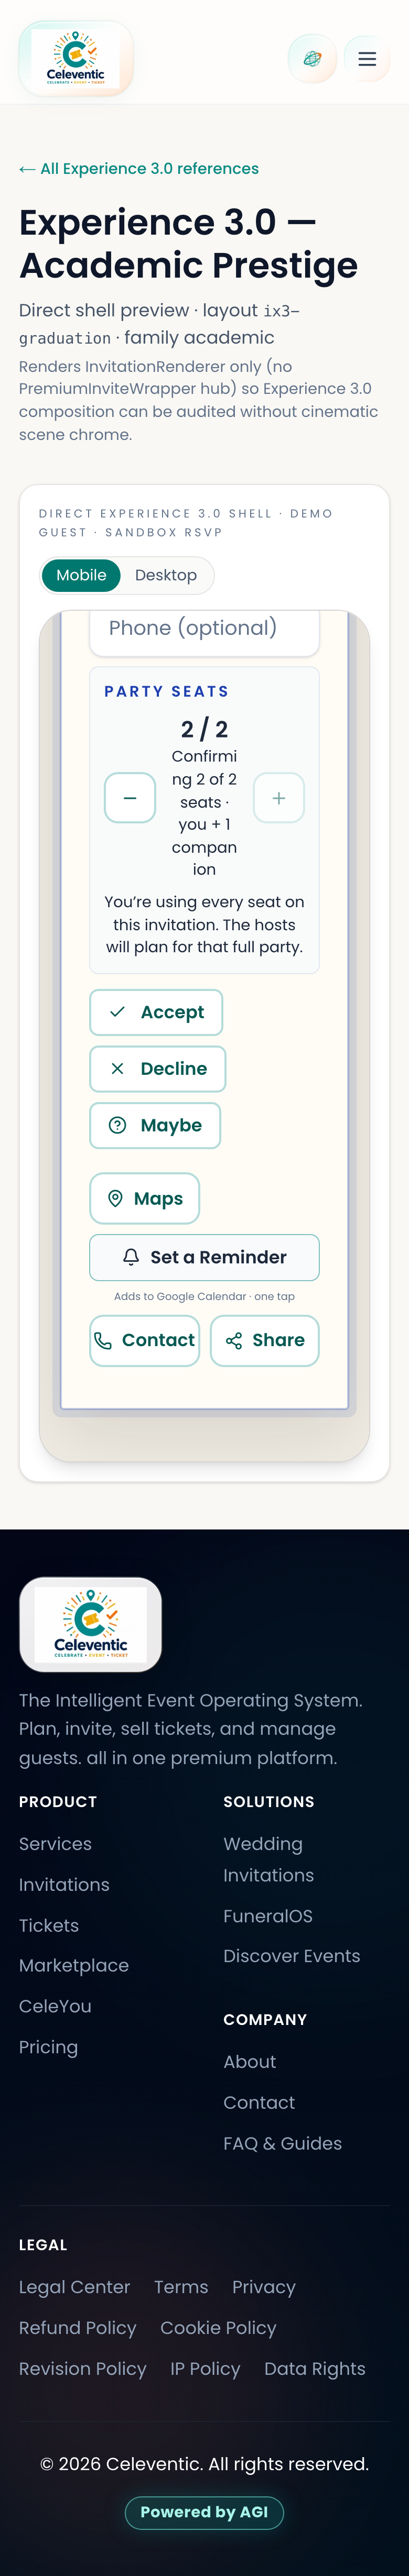 Celeventic
CELEBRATE • EVENT • TICKET
← All Experience 3.0 references
Experience 3.0 —
Academic Prestige
Direct shell preview · layout ix3-
graduation · family academic
Renders InvitationRenderer only (no
PremiumInviteWrapper hub) so Experience 3.0
composition can be audited without cinematic
scene chrome.
DIRECT EXPERIENCE 3.0 SHELL · DEMO
GUEST · SANDBOX RSVP
Mobile Desktop
Phone (optional)
PARTY SEATS
2 / 2
Confirmi
ng 2 of 2
seats ·
you + 1
compan
ion
You’re using every seat on
this invitation. The hosts
will plan for that full party.
Accept
Decline
Maybe
Maps
Set a Reminder
Adds to Google Calendar · one tap
Contact Share
Celeventic
CELEBRATE • EVENT • TICKET
The Intelligent Event Operating System.
Plan, invite, sell tickets, and manage
guests. all in one premium platform.
PRODUCT
Services
Invitations
Tickets
Marketplace
CeleYou
Pricing
SOLUTIONS
Wedding
Invitations
FuneralOS
Discover Events
COMPANY
About
Contact
FAQ & Guides
LEGAL
Legal Center Terms Privacy
Refund Policy Cookie Policy
Revision Policy IP Policy Data Rights
© 2026 Celeventic. All rights reserved.
Powered by AGI